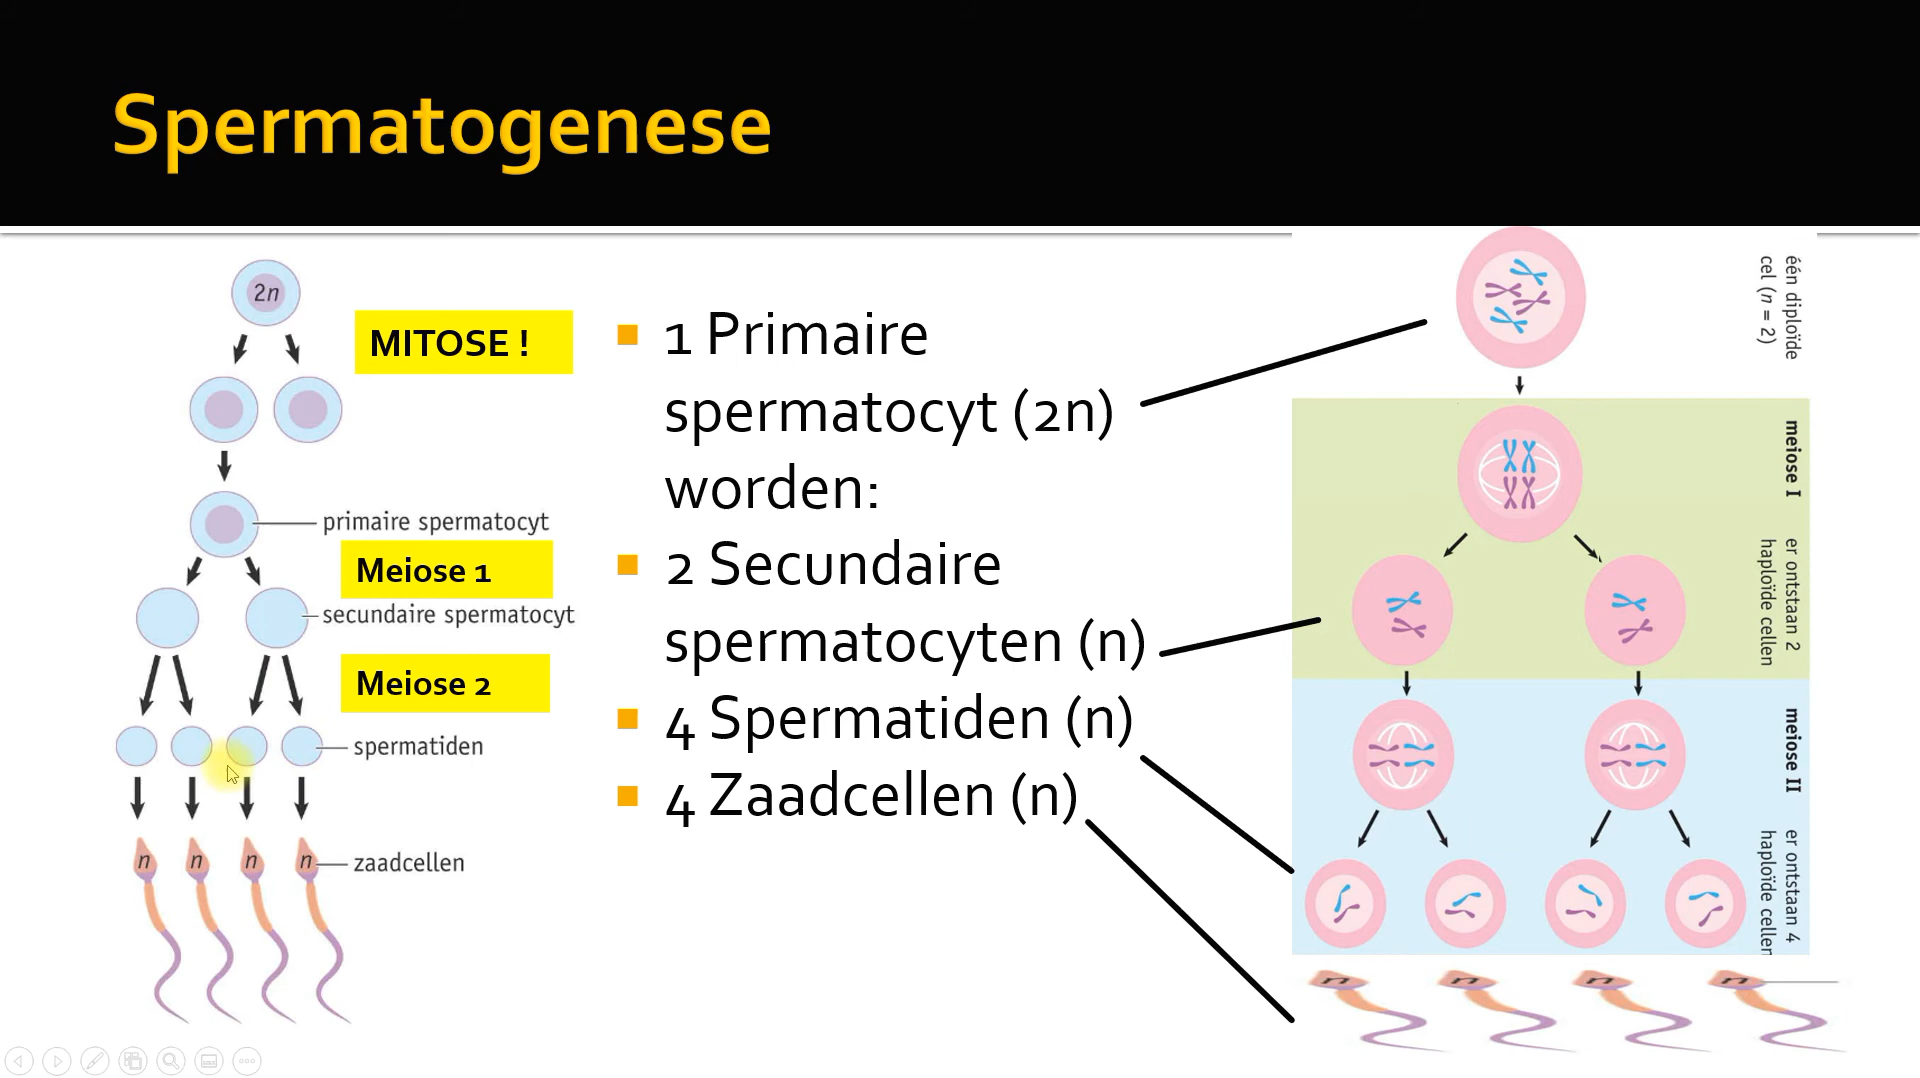 Spermatogenese
2n
MITOSE !
primaire spermatocyt
Meiose 1
secundaire spermatocyt
Meiose 2
spermatiden
n n n n
zaadcellen
1 Primaire
spermatocyt (2n)
worden:
2 Secundaire
spermatocyten (n)
4 Spermatiden (n)
4 Zaadcellen (n)
één diploïde
cel (n = 2)
meiose I
er ontstaan 2
haploïde cellen
meiose II
er ontstaan 4
haploïde cellen
n n n n